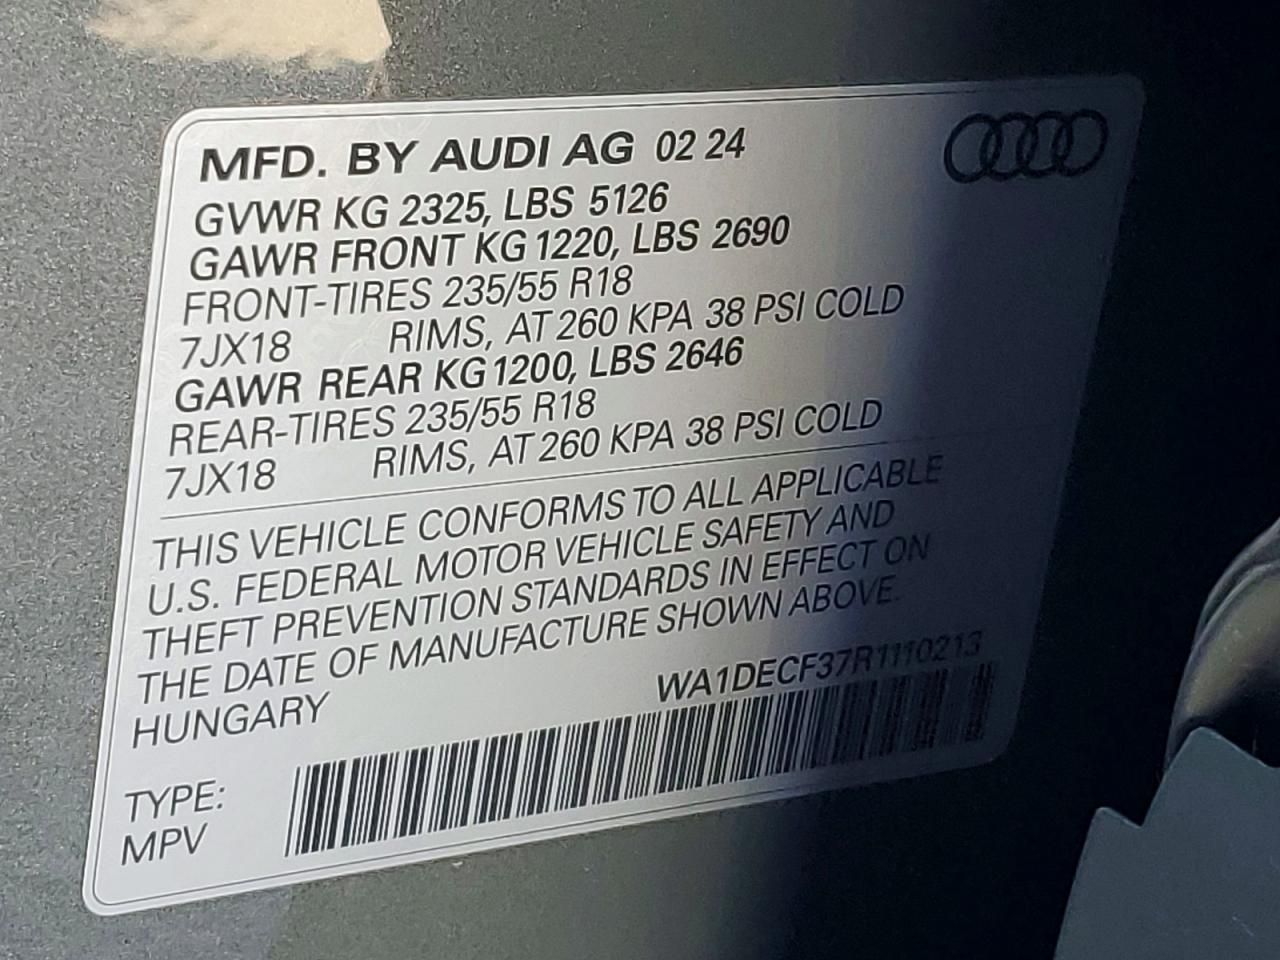 MFD. BY AUDI AG 02 24
GVWR KG 2325, LBS 5126
GAWR FRONT KG 1220, LBS 2690
FRONT-TIRES 235/55 R18
7JX18 RIMS, AT 260 KPA 38 PSI COLD
GAWR REAR KG 1200, LBS 2646
REAR-TIRES 235/55 R18
7JX18 RIMS, AT 260 KPA 38 PSI COLD
THIS VEHICLE CONFORMS TO ALL APPLICABLE
U.S. FEDERAL MOTOR VEHICLE SAFETY AND
THEFT PREVENTION STANDARDS IN EFFECT ON
THE DATE OF MANUFACTURE SHOWN ABOVE.
HUNGARY
WA1DECF37R1110213
TYPE:
MPV